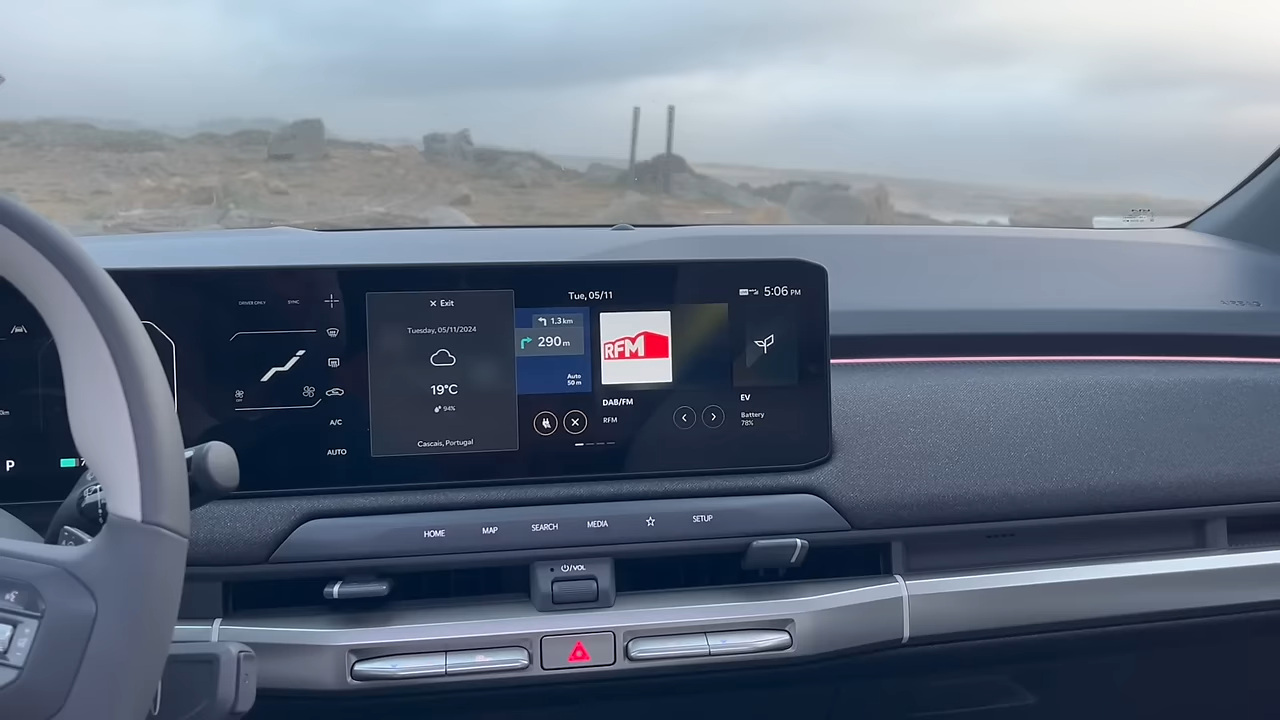 DRIVER ONLY
SYNC
OFF
A/C
AUTO
P
Exit
Tuesday, 05/11/2024
19°C
94%
Cascais, Portugal
Tue, 05/11
1.3 km
290 m
Auto
50 m
RFM
DAB/FM
RFM
5:06 PM
EV
Battery
78%
HOME
MAP
SEARCH
MEDIA
SETUP
/VOL
AIRBAG